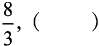 8/3, (  )